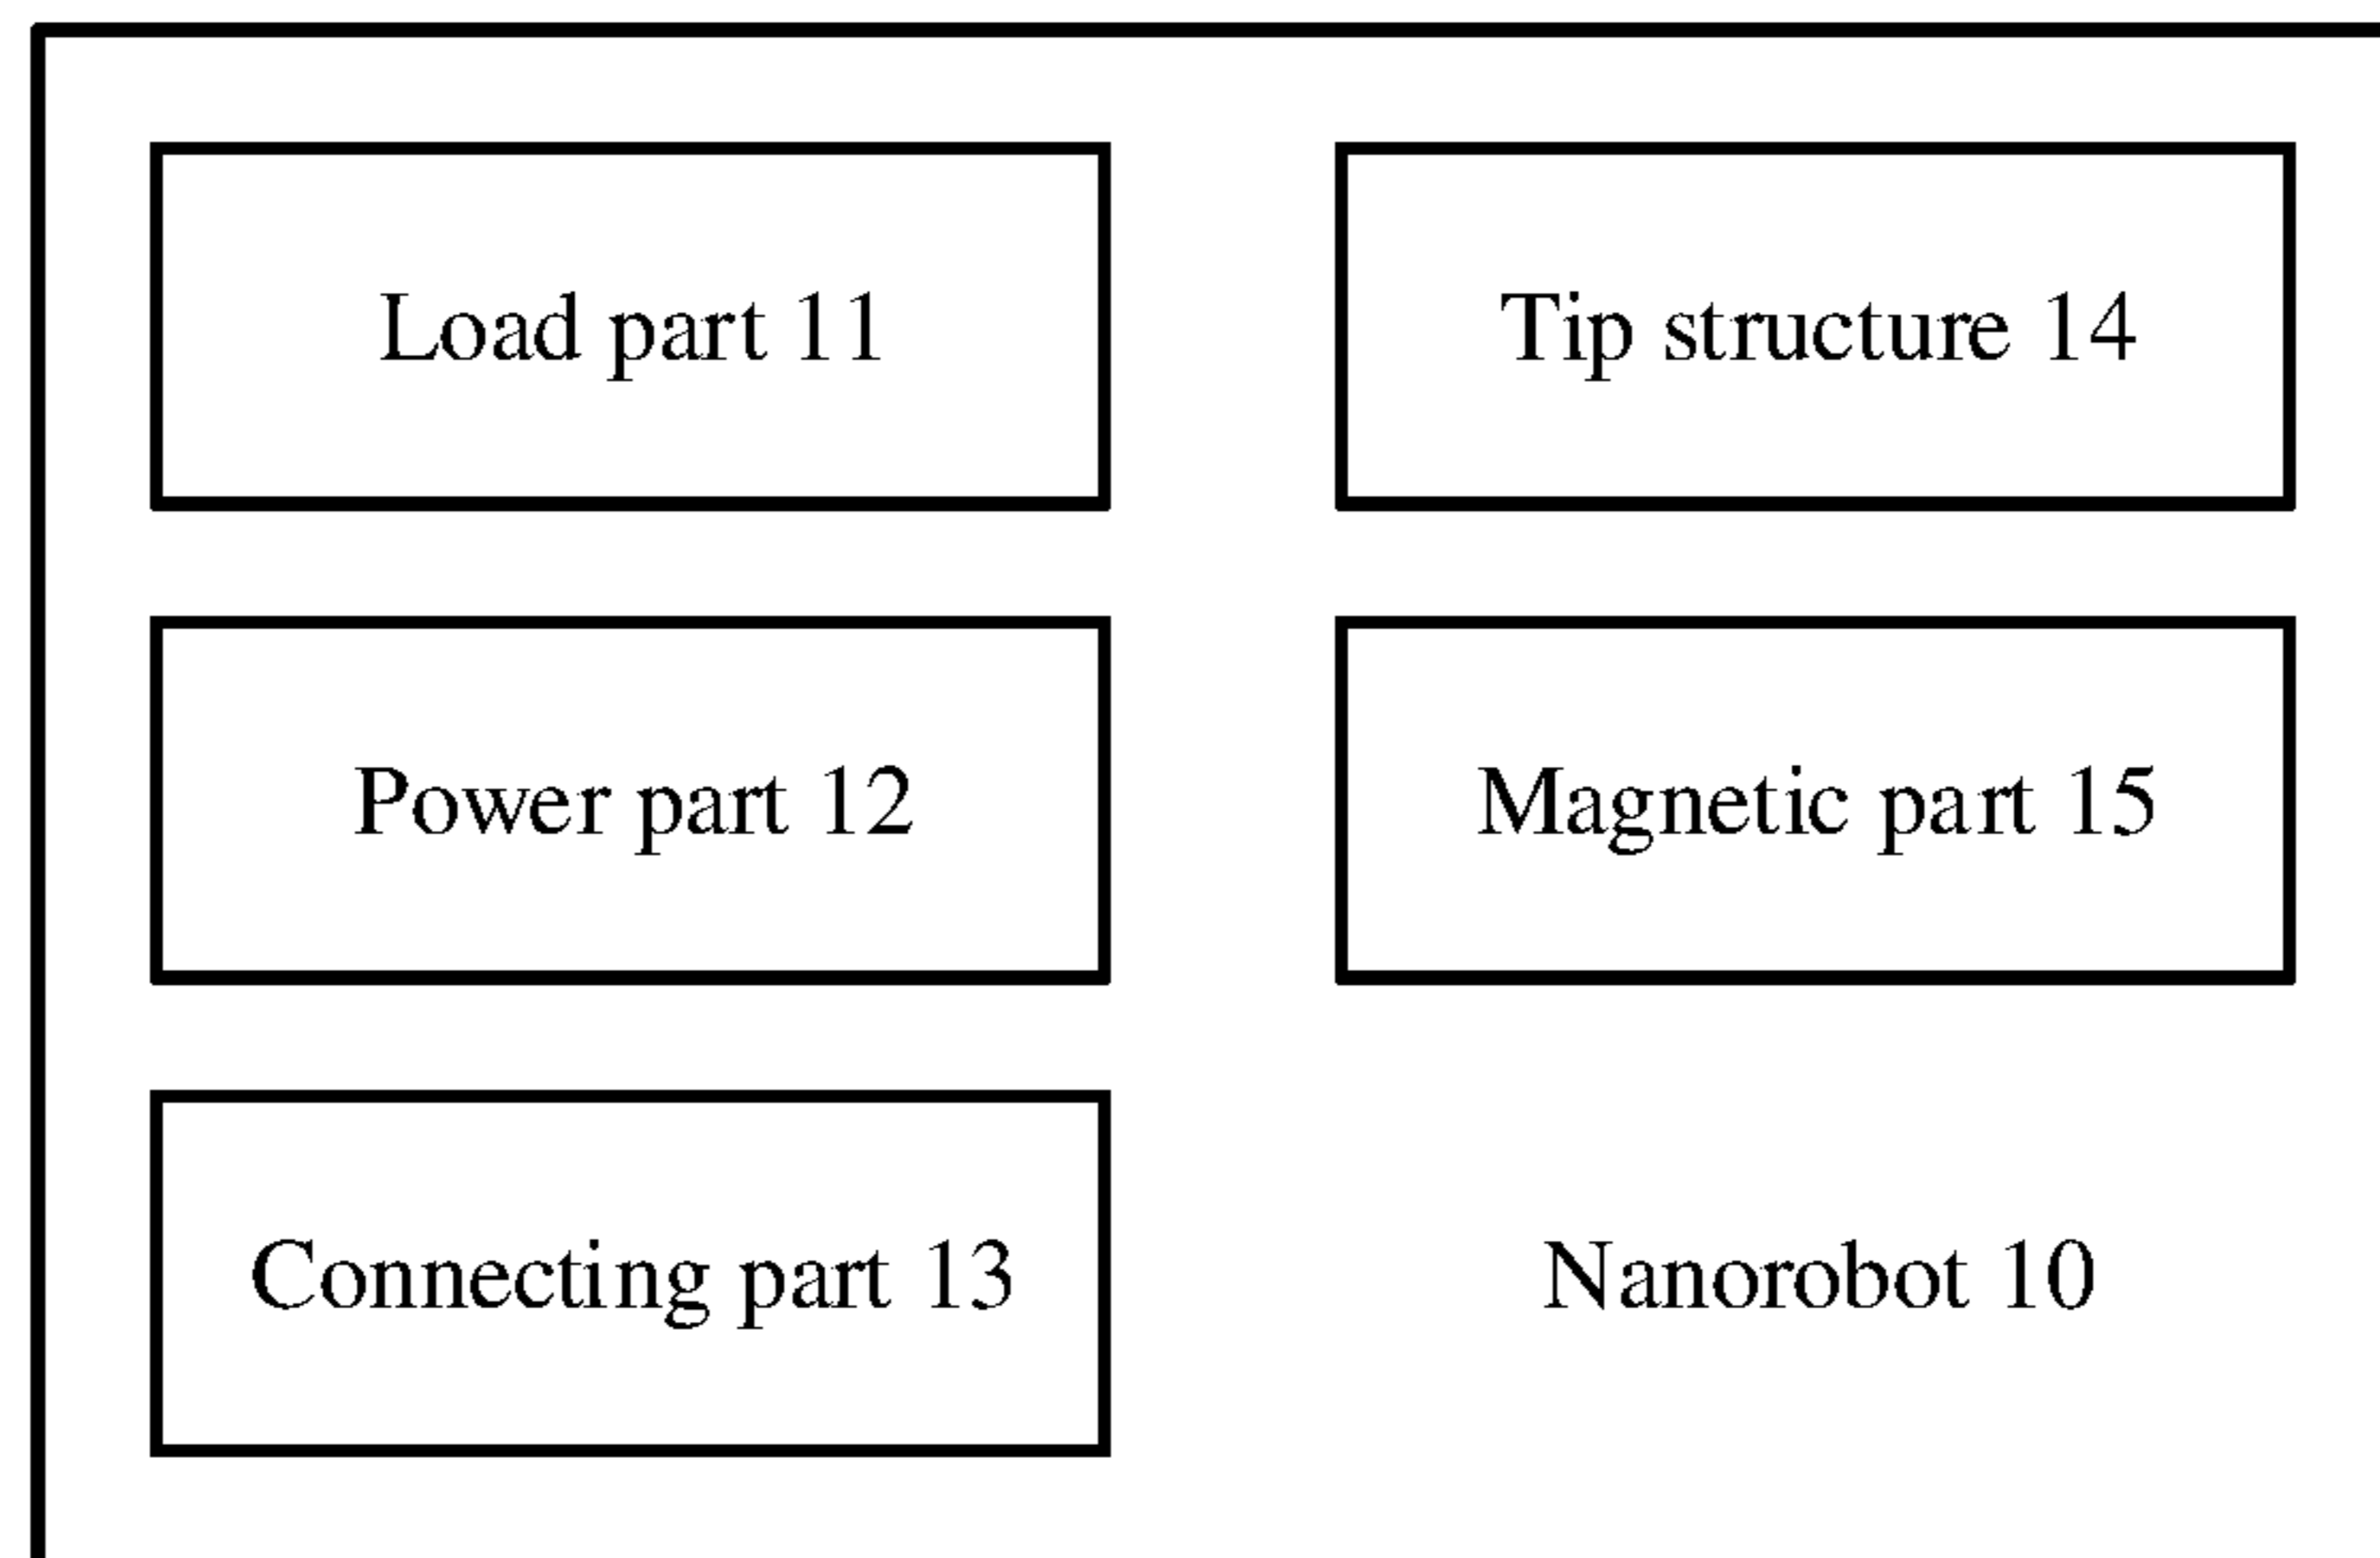 Load part 11
Tip structure 14
Power part 12
Magnetic part 15
Connecting part 13
Nanorobot 10